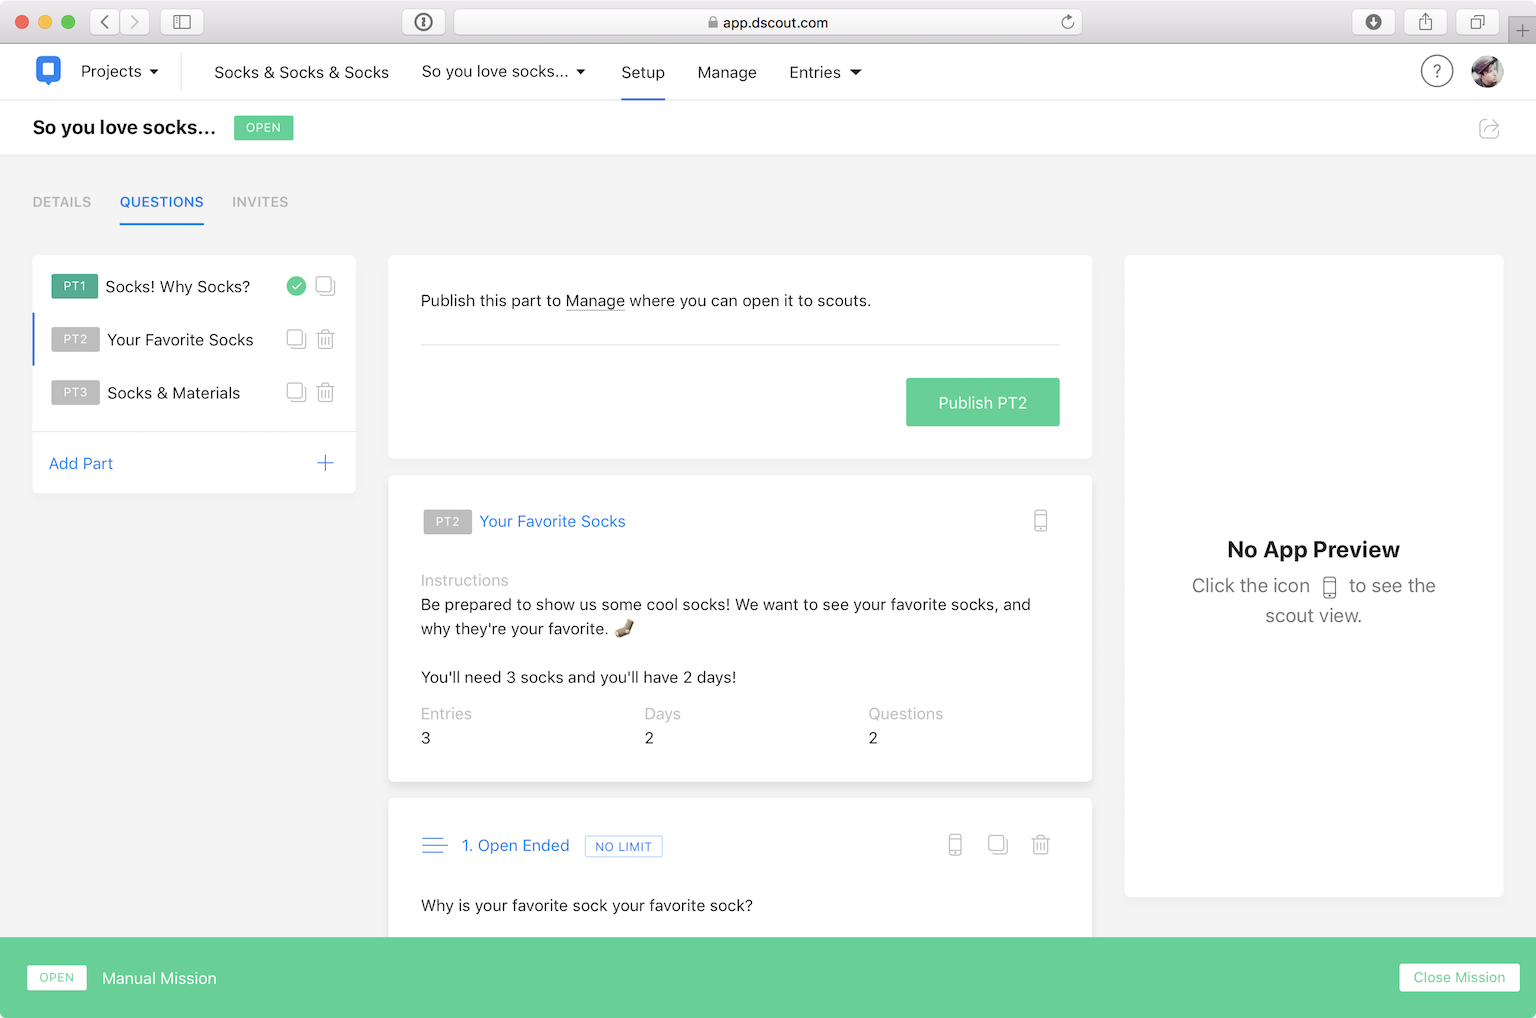 app.dscout.com
Projects
Socks & Socks & Socks
So you love socks...
Setup
Manage
Entries
?
So you love socks...
OPEN
DETAILS
QUESTIONS
INVITES
PT1 Socks! Why Socks?
PT2 Your Favorite Socks
PT3 Socks & Materials
Add Part
Publish this part to Manage where you can open it to scouts.
Publish PT2
PT2 Your Favorite Socks
Instructions
Be prepared to show us some cool socks! We want to see your favorite socks, and
why they're your favorite.
You'll need 3 socks and you'll have 2 days!
Entries
3
Days
2
Questions
2
1. Open Ended
NO LIMIT
Why is your favorite sock your favorite sock?
No App Preview
Click the icon to see the
scout view.
OPEN
Manual Mission
Close Mission